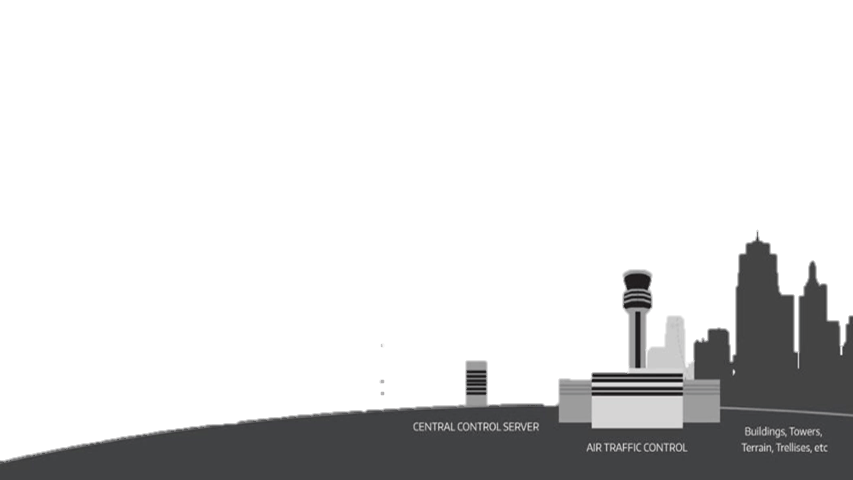 CENTRAL CONTROL SERVER
AIR TRAFFIC CONTROL
Buildings, Towers,
Terrain, Trellises, etc